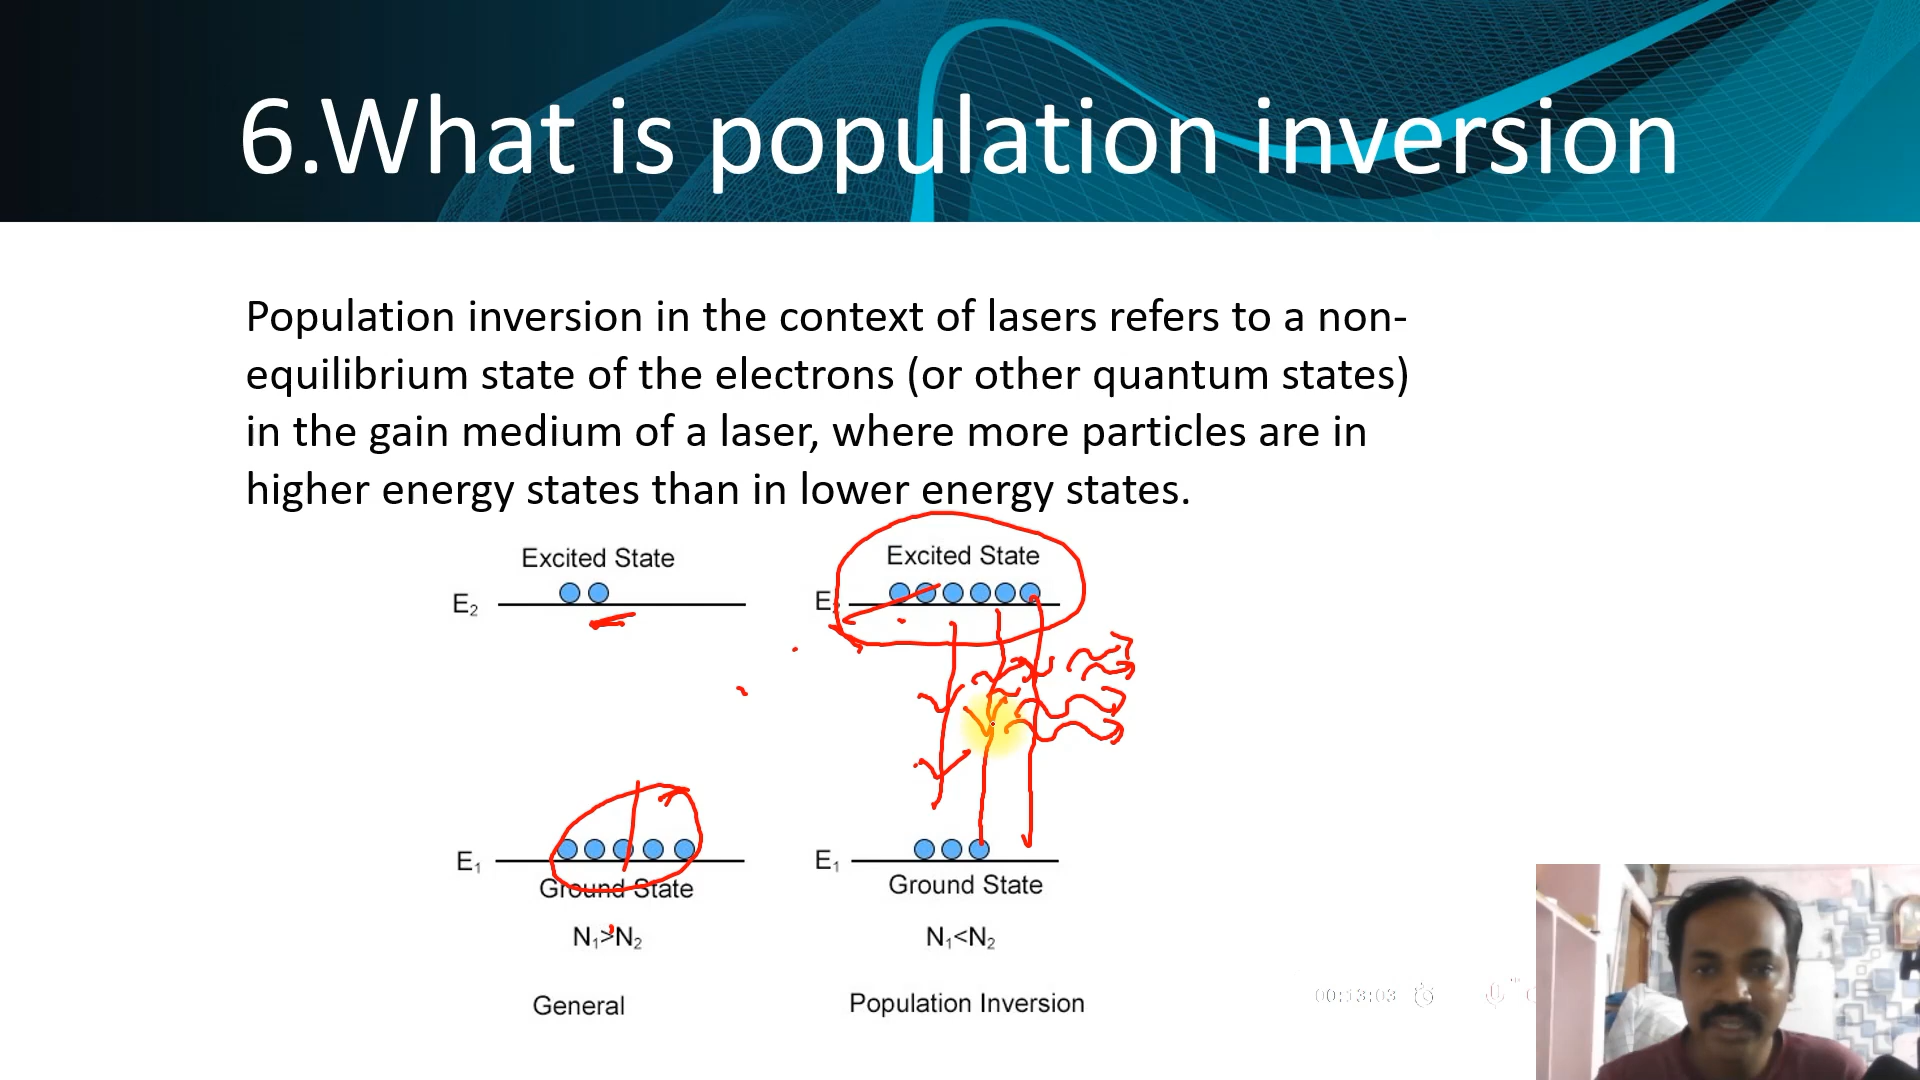 6.What is population inversion
Population inversion in the context of lasers refers to a non-
equilibrium state of the electrons (or other quantum states)
in the gain medium of a laser, where more particles are in
higher energy states than in lower energy states.
Excited State
E₂
E₁
Ground State
N₁>N₂
General
Excited State
E
E₁
Ground State
N₁<N₂
Population Inversion
00:13:03